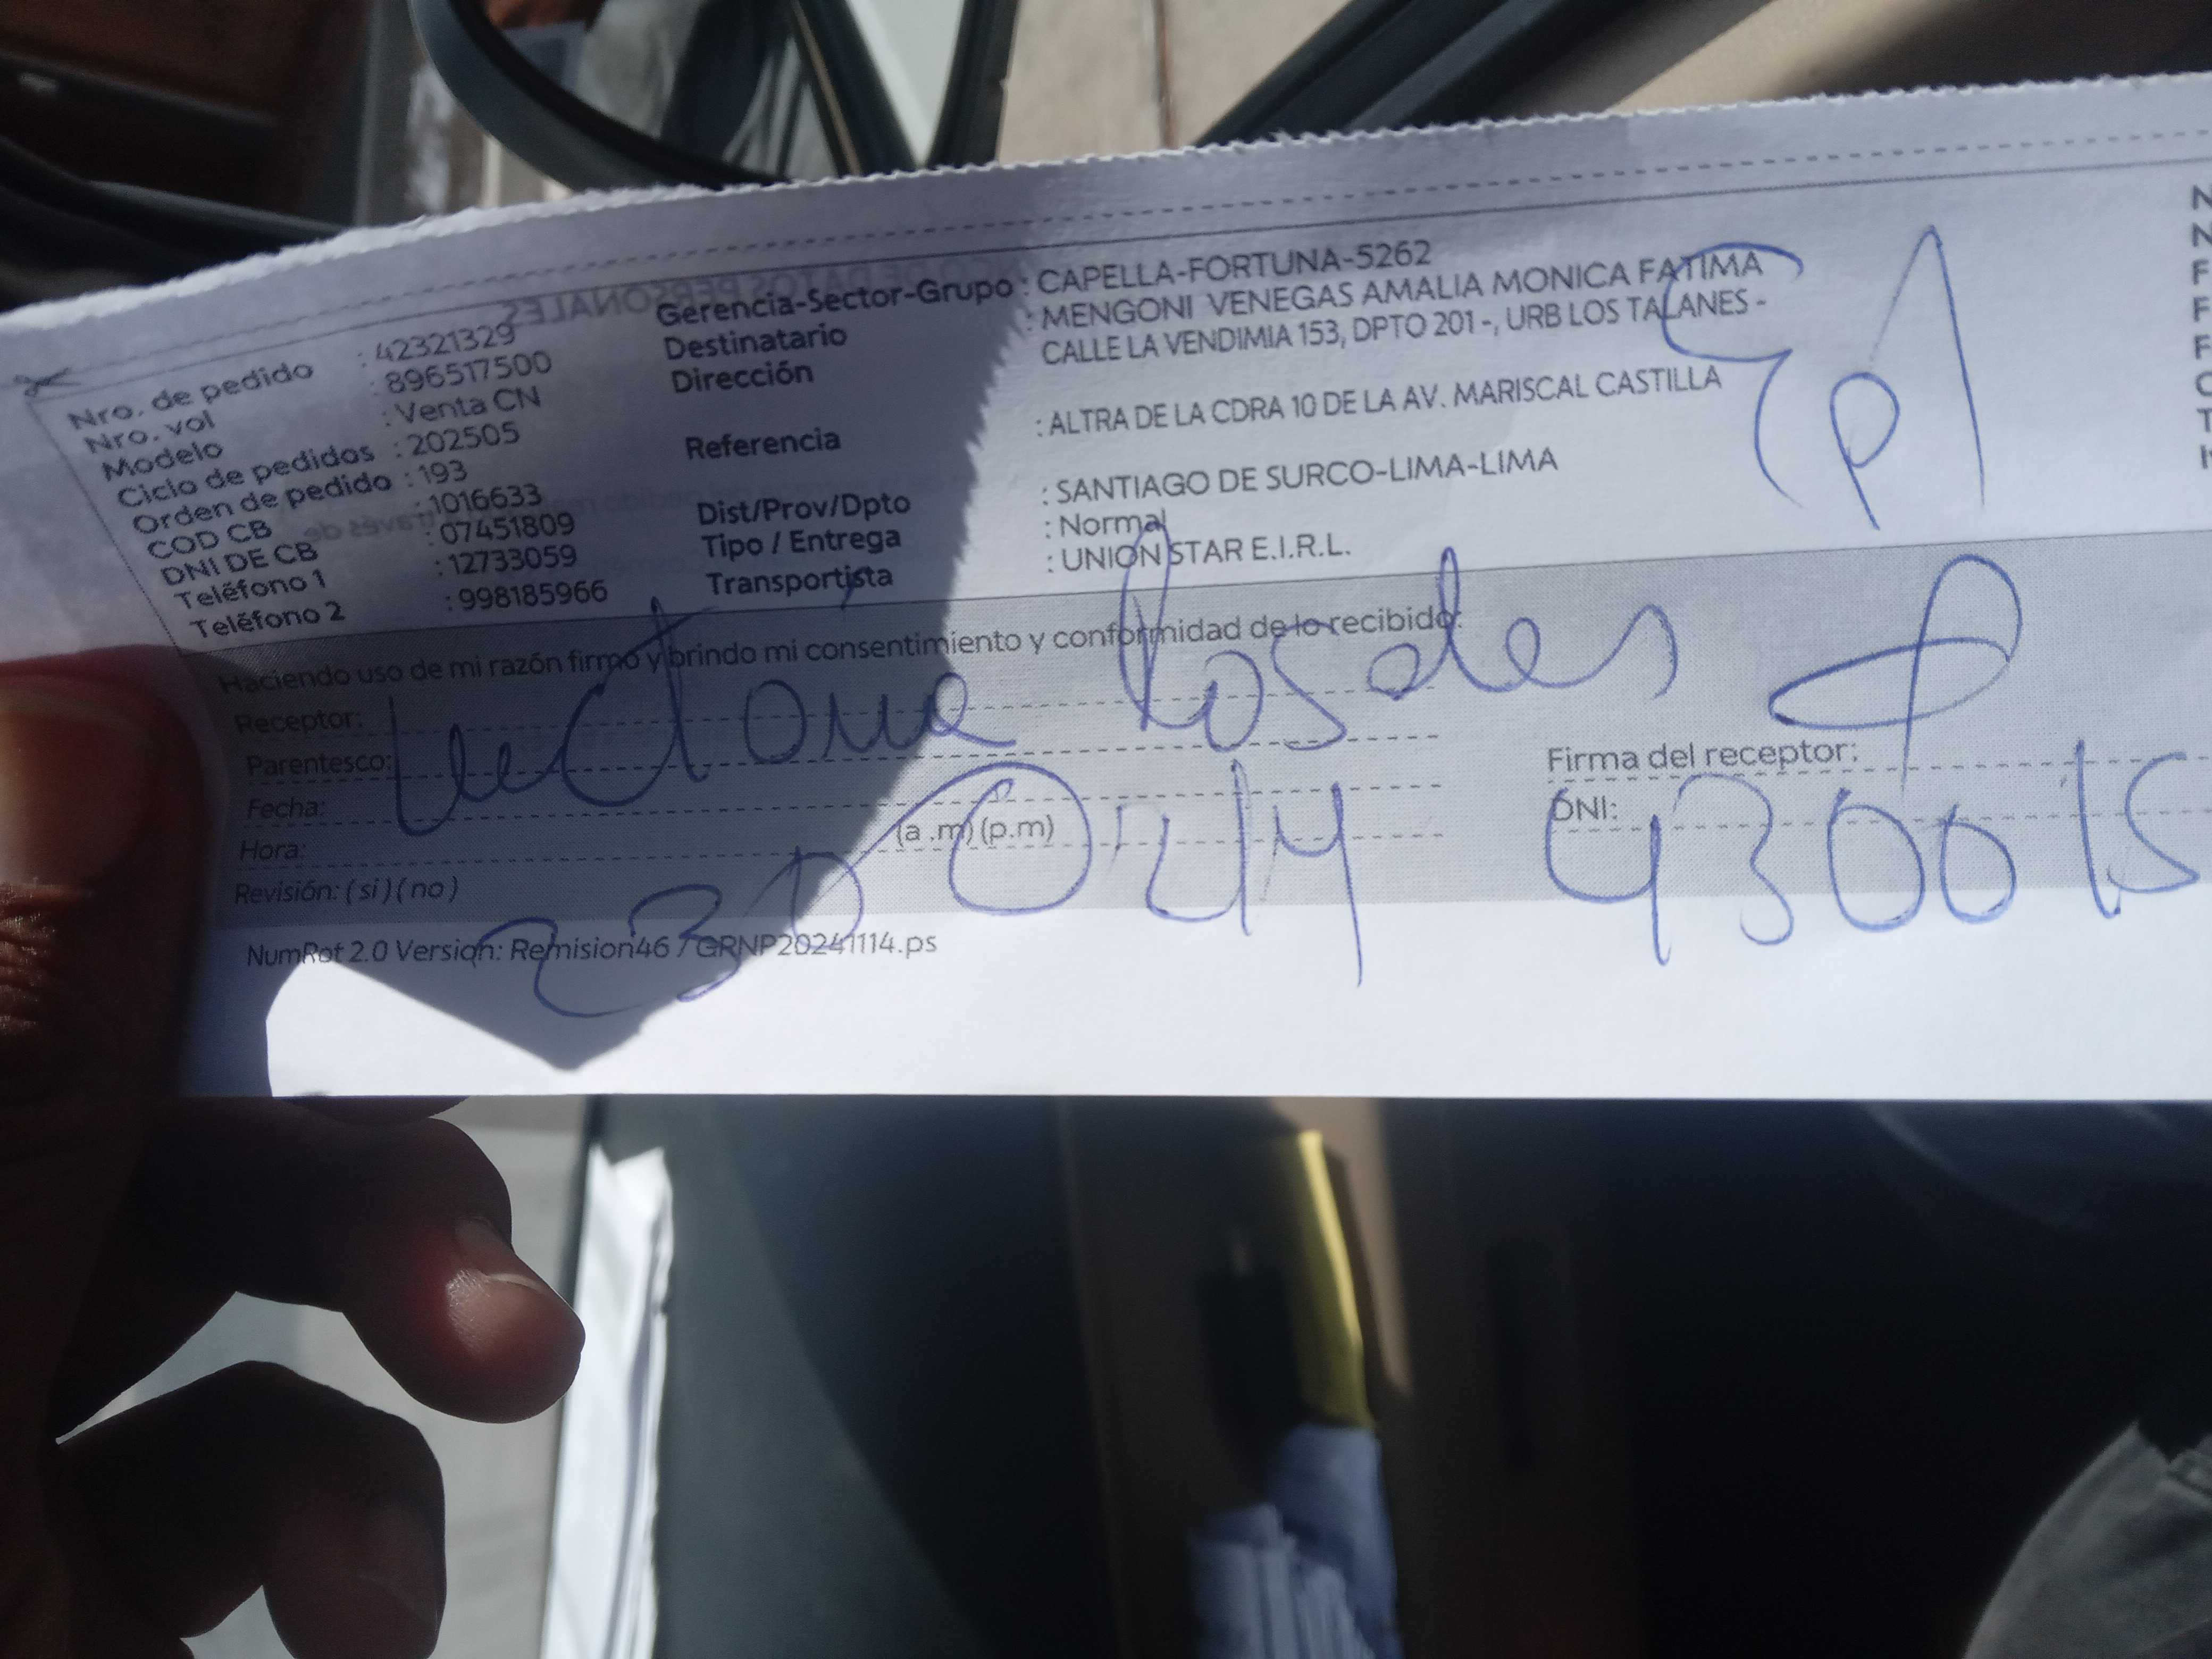 Nro. de pedido : 42321329
Nro. vol : 896517500
Modelo : Venta CN
Ciclo de pedidos : 202505
Orden de pedido : 193
COD CB : 1016633
DNI DE CB : 07451809
Teléfono 1 : 12733059
Teléfono 2 : 998185966
Gerencia-Sector-Grupo : CAPELLA-FORTUNA-5262
Destinatario : MENGONI VENEGAS AMALIA MONICA FATIMA
Dirección CALLE LA VENDIMIA 153, DPTO 201 -, URB LOS TALANES -
Referencia : ALTRA DE LA CDRA 10 DE LA AV. MARISCAL CASTILLA
Dist/Prov/Dpto : SANTIAGO DE SURCO-LIMA-LIMA
Tipo / Entrega : Normal
Transportista : UNION STAR E.I.R.L.
Haciendo uso de mi razón firmo y brindo mi consentimiento y conformidad de lo recibido:
Receptor:
Parentesco:
Fecha:
Hora: (a .m) (p.m)
Revisión: ( si ) ( no )
Firma del receptor:
DNI: 430015
NumRot 2.0 Version: Remision46 / GRNP20241114.ps